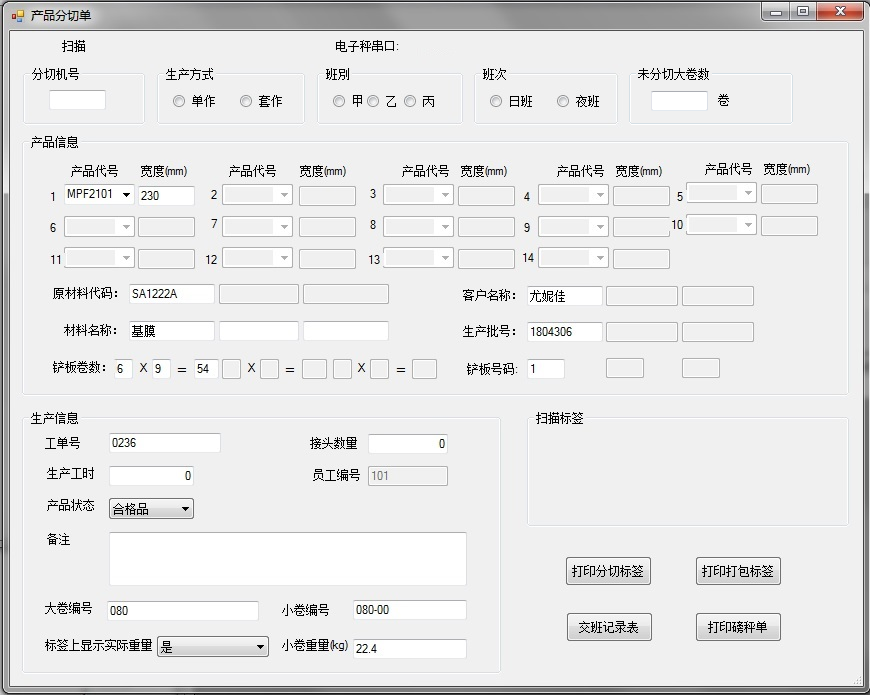 产品分切单
扫描 电子秤串口:
分切机号 生产方式 班别 班次 未分切大卷数
单作 套作 甲 乙 丙 日班 夜班 卷
产品信息
产品代号 宽度(mm) 产品代号 宽度(mm) 产品代号 宽度(mm) 产品代号 宽度(mm) 产品代号 宽度(mm)
1 MPF2101 230 2 3 4 5
6 7 8 9 10
11 12 13 14
原材料代码: SA1222A 客户名称: 尤妮佳
材料名称: 基膜 生产批号: 1804306
铲板卷数: 6 X 9 = 54 X = X = 铲板号码: 1
生产信息 扫描标签
工单号 0236 接头数量 0
生产工时 0 员工编号 101
产品状态 合格品
备注
打印分切标签 打印打包标签
大卷编号 080 小卷编号 080-00
交班记录表 打印磅秤单
标签上显示实际重量 是 小卷重量(kg) 22.4